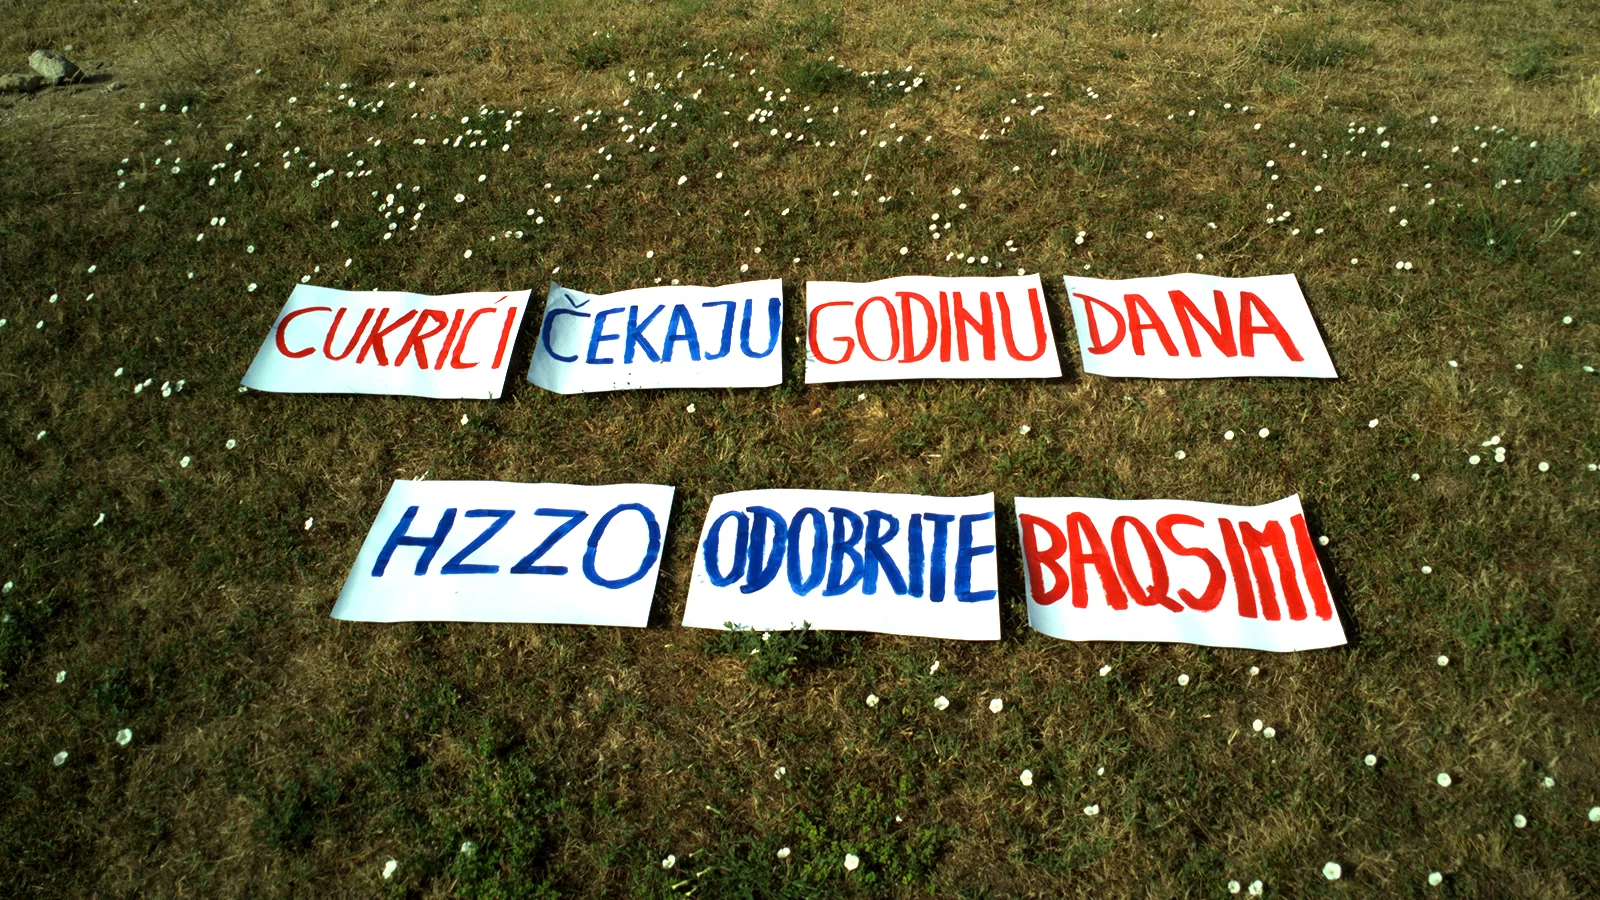 CUKRIĆI ČEKAJU GODINU DANA
HZZO ODOBRITE BAQSIMI